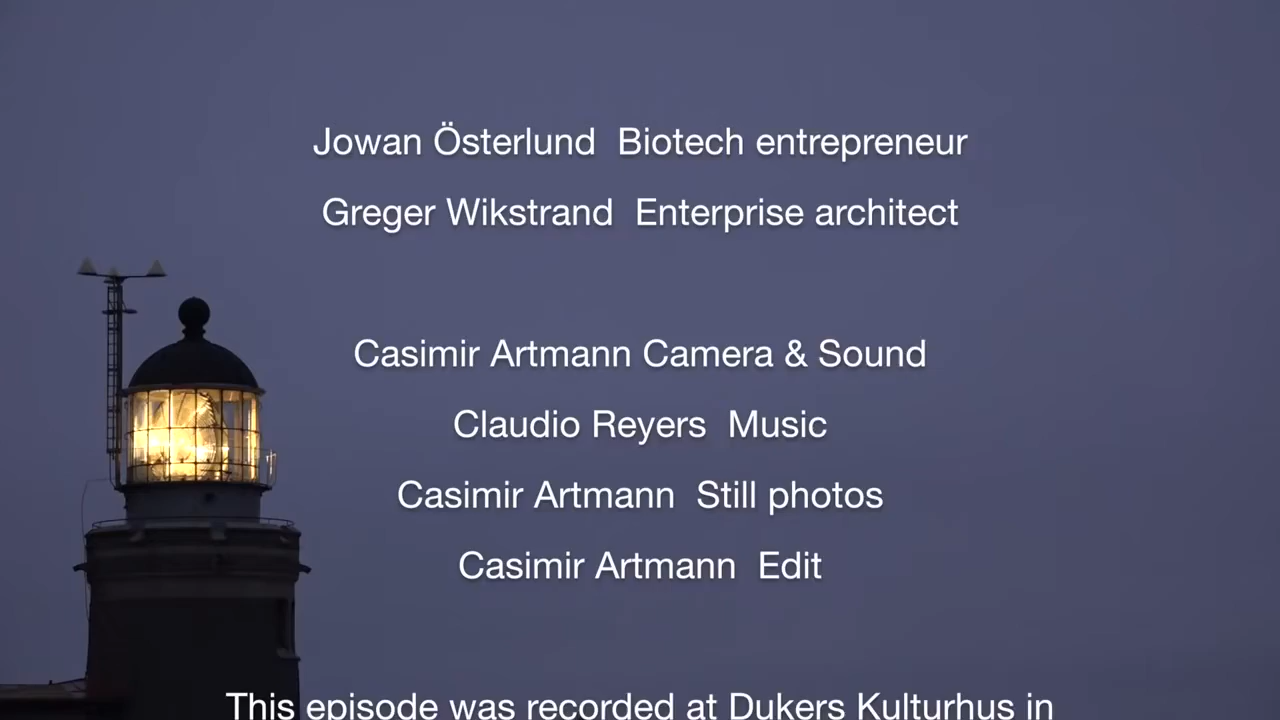 Jowan Österlund Biotech entrepreneur
Greger Wikstrand Enterprise architect
Casimir Artmann Camera & Sound
Claudio Reyers Music
Casimir Artmann Still photos
Casimir Artmann Edit
This episode was recorded at Dukers Kulturhus in